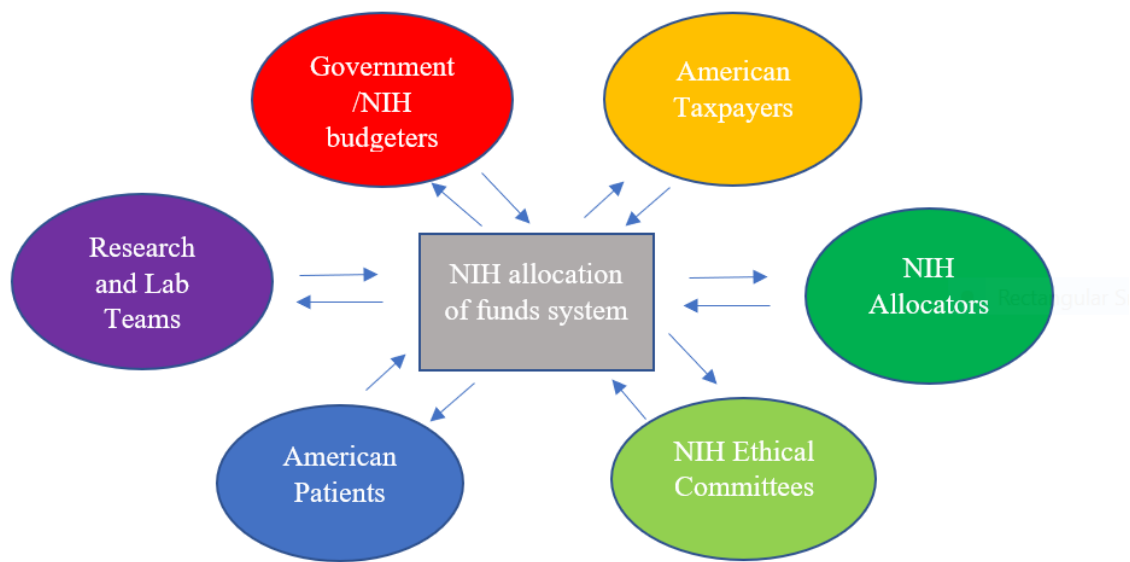 Government
/NIH
budgeters
American
Taxpayers
Research
and Lab
Teams
NIH allocation
of funds system
NIH
Allocators
Rectangular S
American
Patients
NIH Ethical
Committees